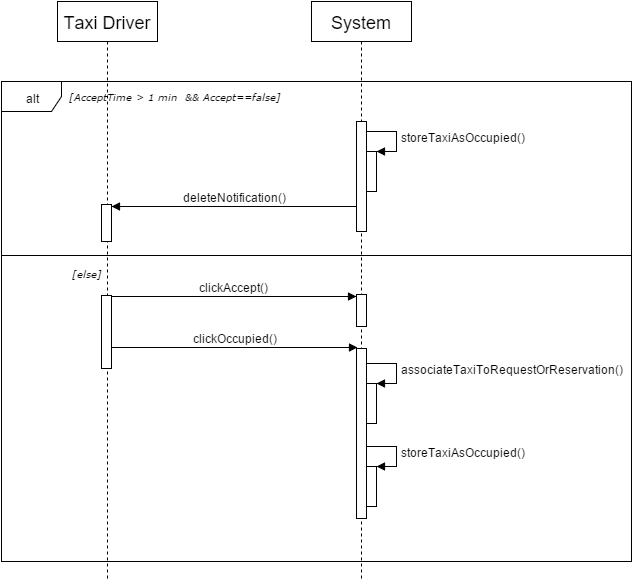 Taxi Driver
System
alt
[AcceptTime > 1 min && Accept==false]
storeTaxiAsOccupied()
deleteNotification()
[else]
clickAccept()
clickOccupied()
associateTaxiToRequestOrReservation()
storeTaxiAsOccupied()